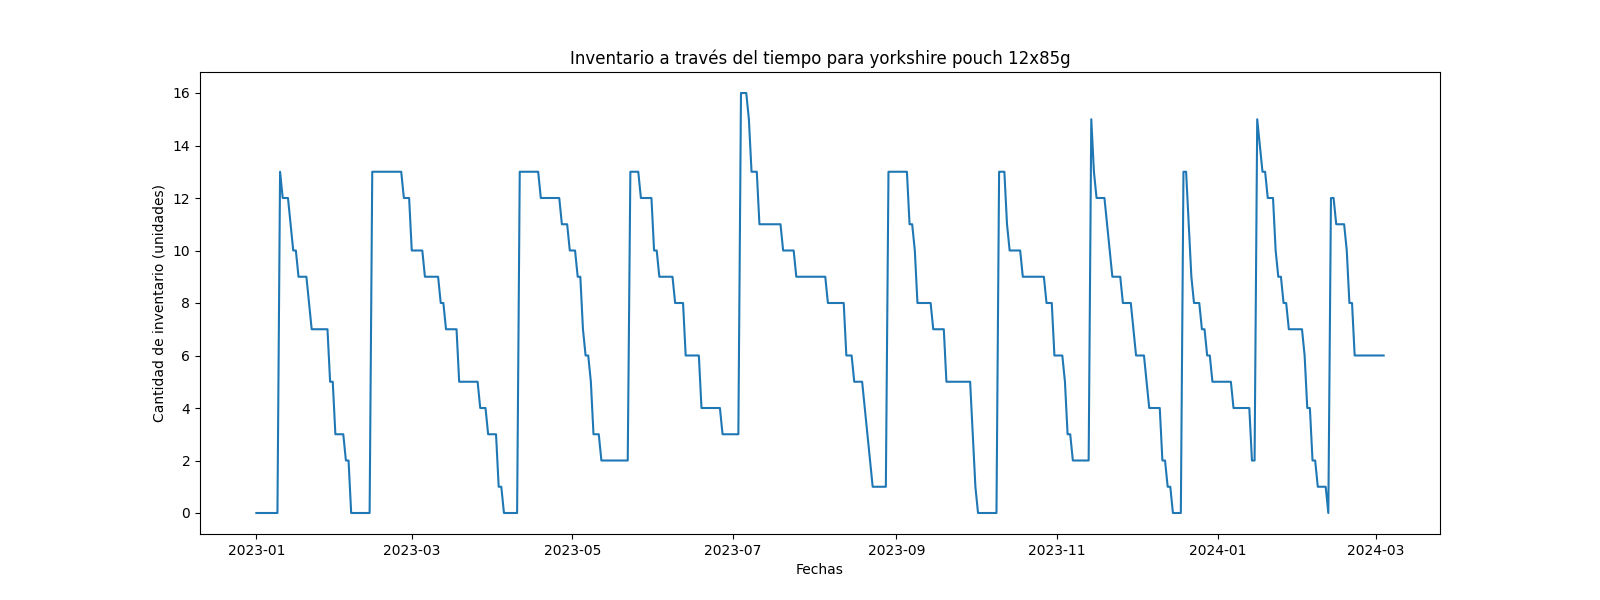 Inventario a través del tiempo para yorkshire pouch 12x85g
Cantidad de inventario (unidades)
16
14
12
10
8
6
4
2
0
2023-01 2023-03 2023-05 2023-07 2023-09 2023-11 2024-01 2024-03
Fechas